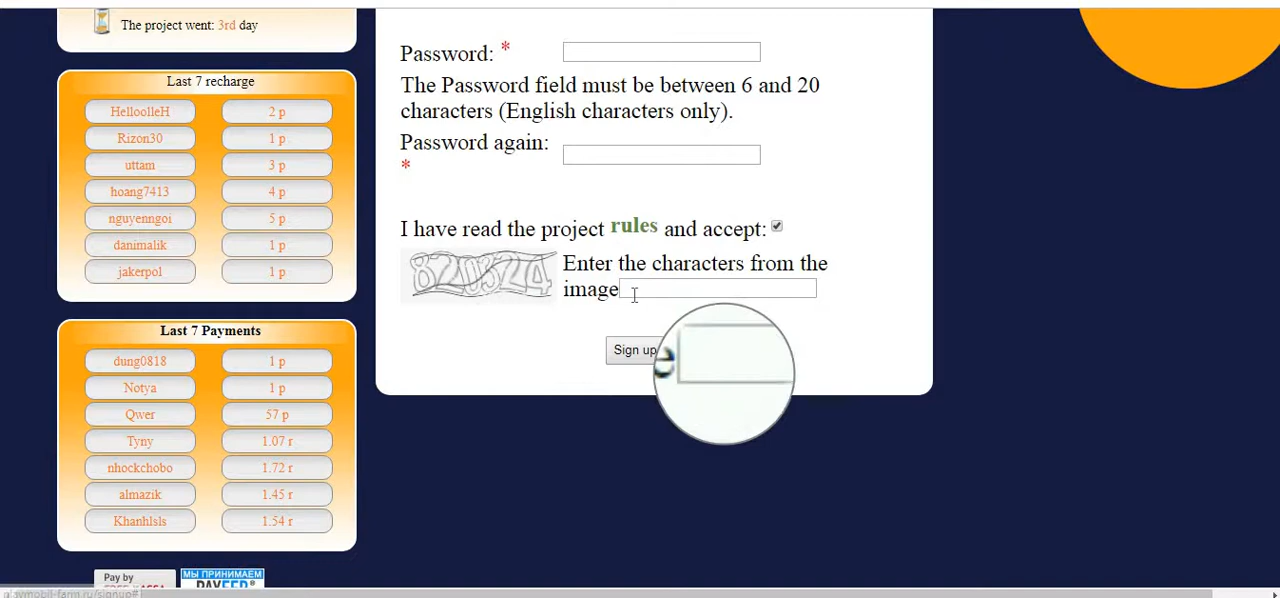 The project went: 3rd day
Last 7 recharge
HelloolleH 2 p
Rizon30 1 p
uttam 3 p
hoang7413 4 p
nguyenngoi 5 p
danimalik 1 p
jakerpol 1 p
Last 7 Payments
dung0818 1 p
Notya 1 p
Qwer 57 p
Tyny 1.07 r
nhockchobo 1.72 r
almazik 1.45 r
Khanhlsls 1.54 r
Pay by
МЫ ПРИНИМАЕМ
Password: *
The Password field must be between 6 and 20
characters (English characters only).
Password again:
*
I have read the project rules and accept:
820324
Enter the characters from the
image
Sign up
e